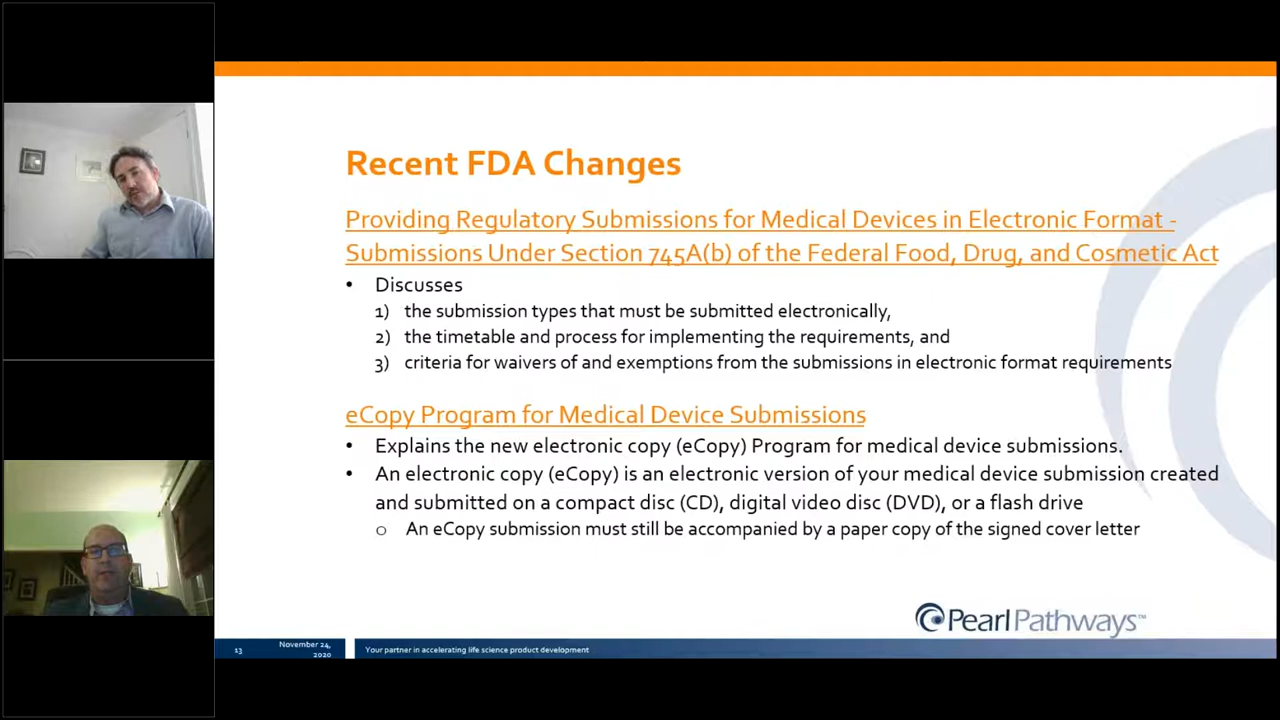 Recent FDA Changes
Providing Regulatory Submissions for Medical Devices in Electronic Format -
Submissions Under Section 745A(b) of the Federal Food, Drug, and Cosmetic Act
• Discusses
1) the submission types that must be submitted electronically,
2) the timetable and process for implementing the requirements, and
3) criteria for waivers of and exemptions from the submissions in electronic format requirements
eCopy Program for Medical Device Submissions
• Explains the new electronic copy (eCopy) Program for medical device submissions.
• An electronic copy (eCopy) is an electronic version of your medical device submission created
and submitted on a compact disc (CD), digital video disc (DVD), or a flash drive
o An eCopy submission must still be accompanied by a paper copy of the signed cover letter
PearlPathways™
13
November 24,
2020
Your partner in accelerating life science product development